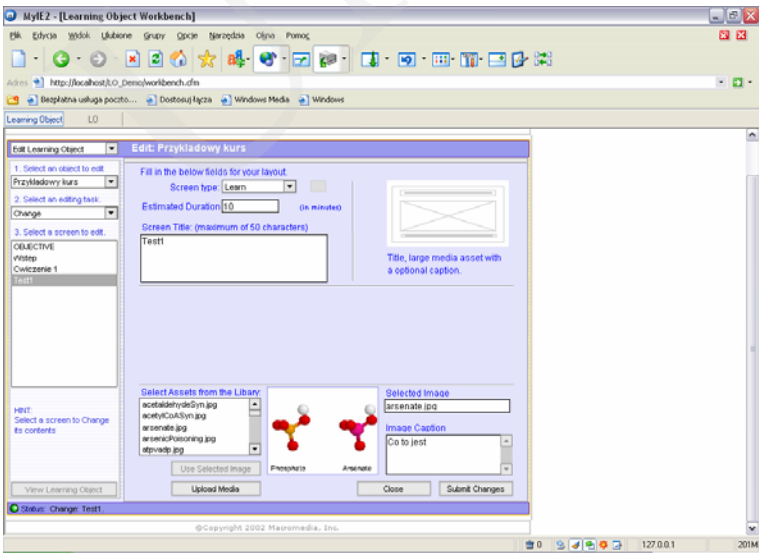 MyIE2 - [Learning Object Workbench]
Plik Edycja Widok Ulubione Grupy Opcje Narzędzia Okna Pomoc
Adres http://localhost/LO_Demo/workbench.cfm
Bezpłatna usługa poczto... Dostosuj łącza Windows Media Windows
Learning Object LO
Edit Learning Object
Edit: Przykladowy kurs
1. Select an object to edit
Przykladowy kurs
2. Select an editing task.
Change
3. Select a screen to edit.
OBJECTIVE
Wstep
Cwiczenie 1
Test1
HINT:
Select a screen to Change
its contents
View Learning Object
Fill in the below fields for your layout.
Screen type: Learn
Estimated Duration 10 (in minutes)
Screen Title: (maximum of 50 characters)
Test1
Title, large media asset with
a optional caption.
Select Assets from the Libary:
acetaldehydeSyn.jpg
acetylCoASyn.jpg
arsenate.jpg
arsenicPoisoning.jpg
atpvadp.jpg
Use Selected Image
Upload Media
Phosphate Arsenate
Selected Image
arsenate.jpg
Image Caption
Co to jest
Close Submit Changes
Status: Change: Test1.
©Copyright 2002 Macromedia, Inc.
0 127.0.0.1 201M